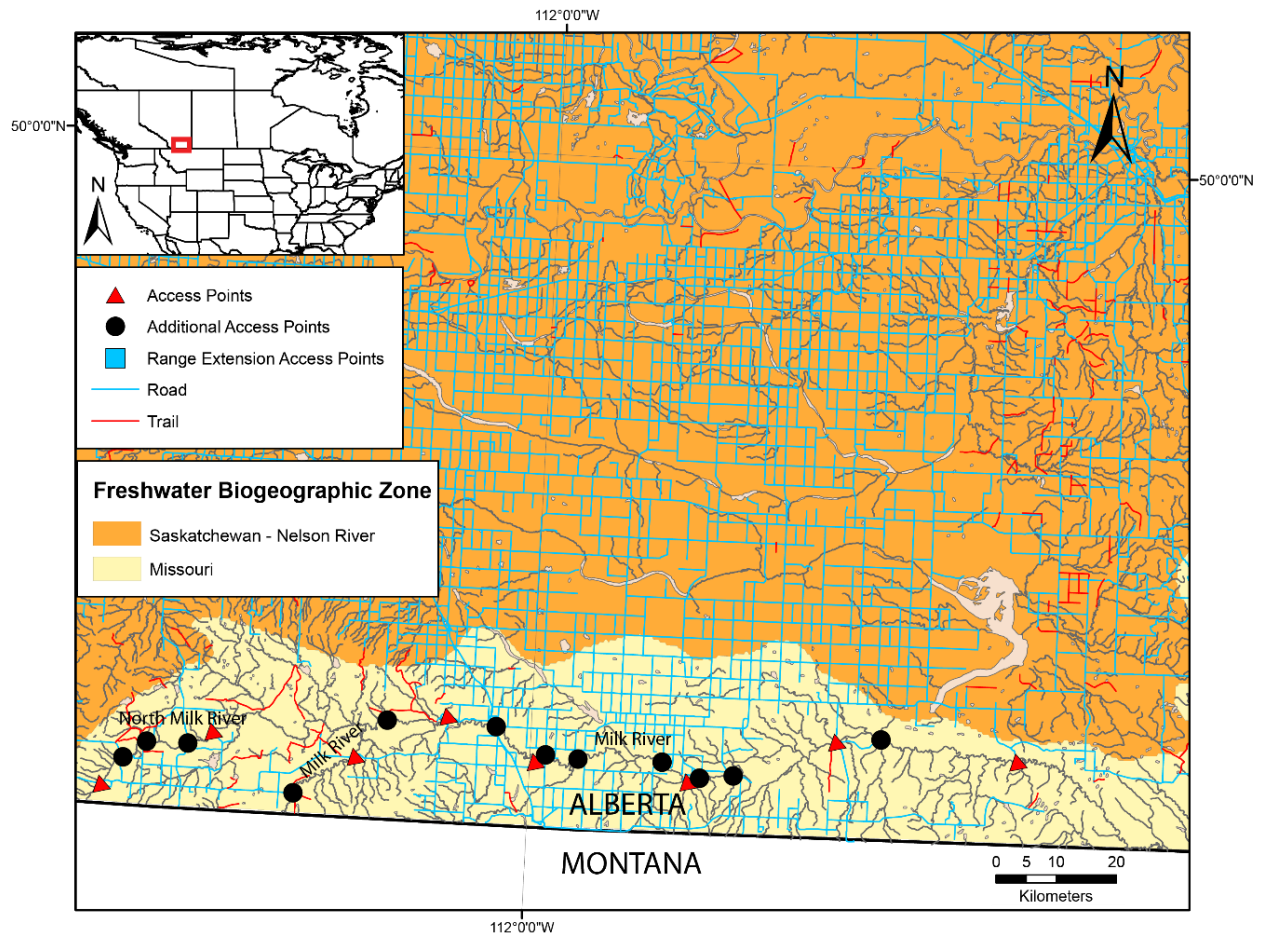 112°0'0"W
50°0'0"N
N
N
50°0'0"N
Access Points
Additional Access Points
Range Extension Access Points
Road
Trail
Freshwater Biogeographic Zone
Saskatchewan - Nelson River
Missouri
North Milk River
Milk River
Milk River
ALBERTA
MONTANA
0 5 10 20
Kilometers
112°0'0"W